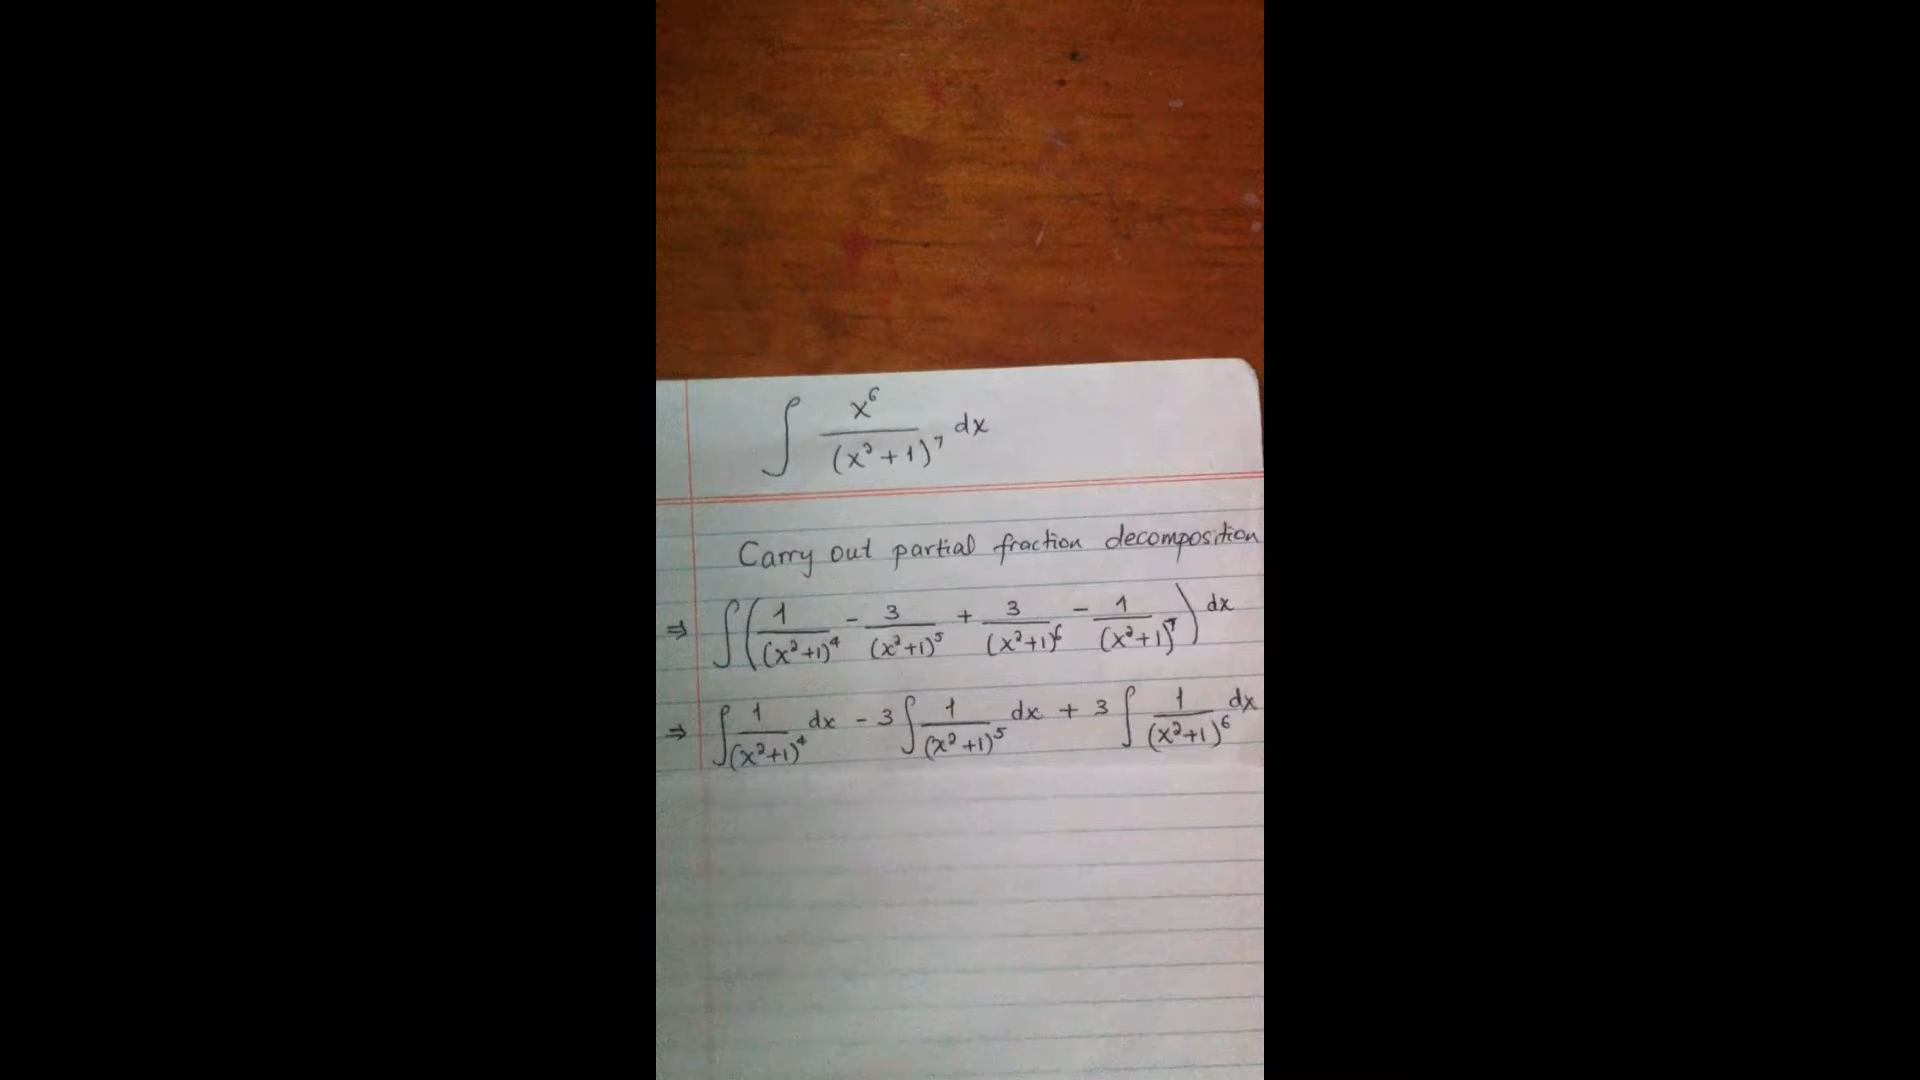 ∫ x⁶/(x²+1)⁷ dx
Carry out partial fraction decomposition
⇒ ∫(1/(x²+1)⁴ - 3/(x²+1)⁵ + 3/(x²+1)⁶ - 1/(x²+1)⁷) dx
⇒ ∫1/(x²+1)⁴ dx - 3∫1/(x²+1)⁵ dx + 3∫1/(x²+1)⁶ dx